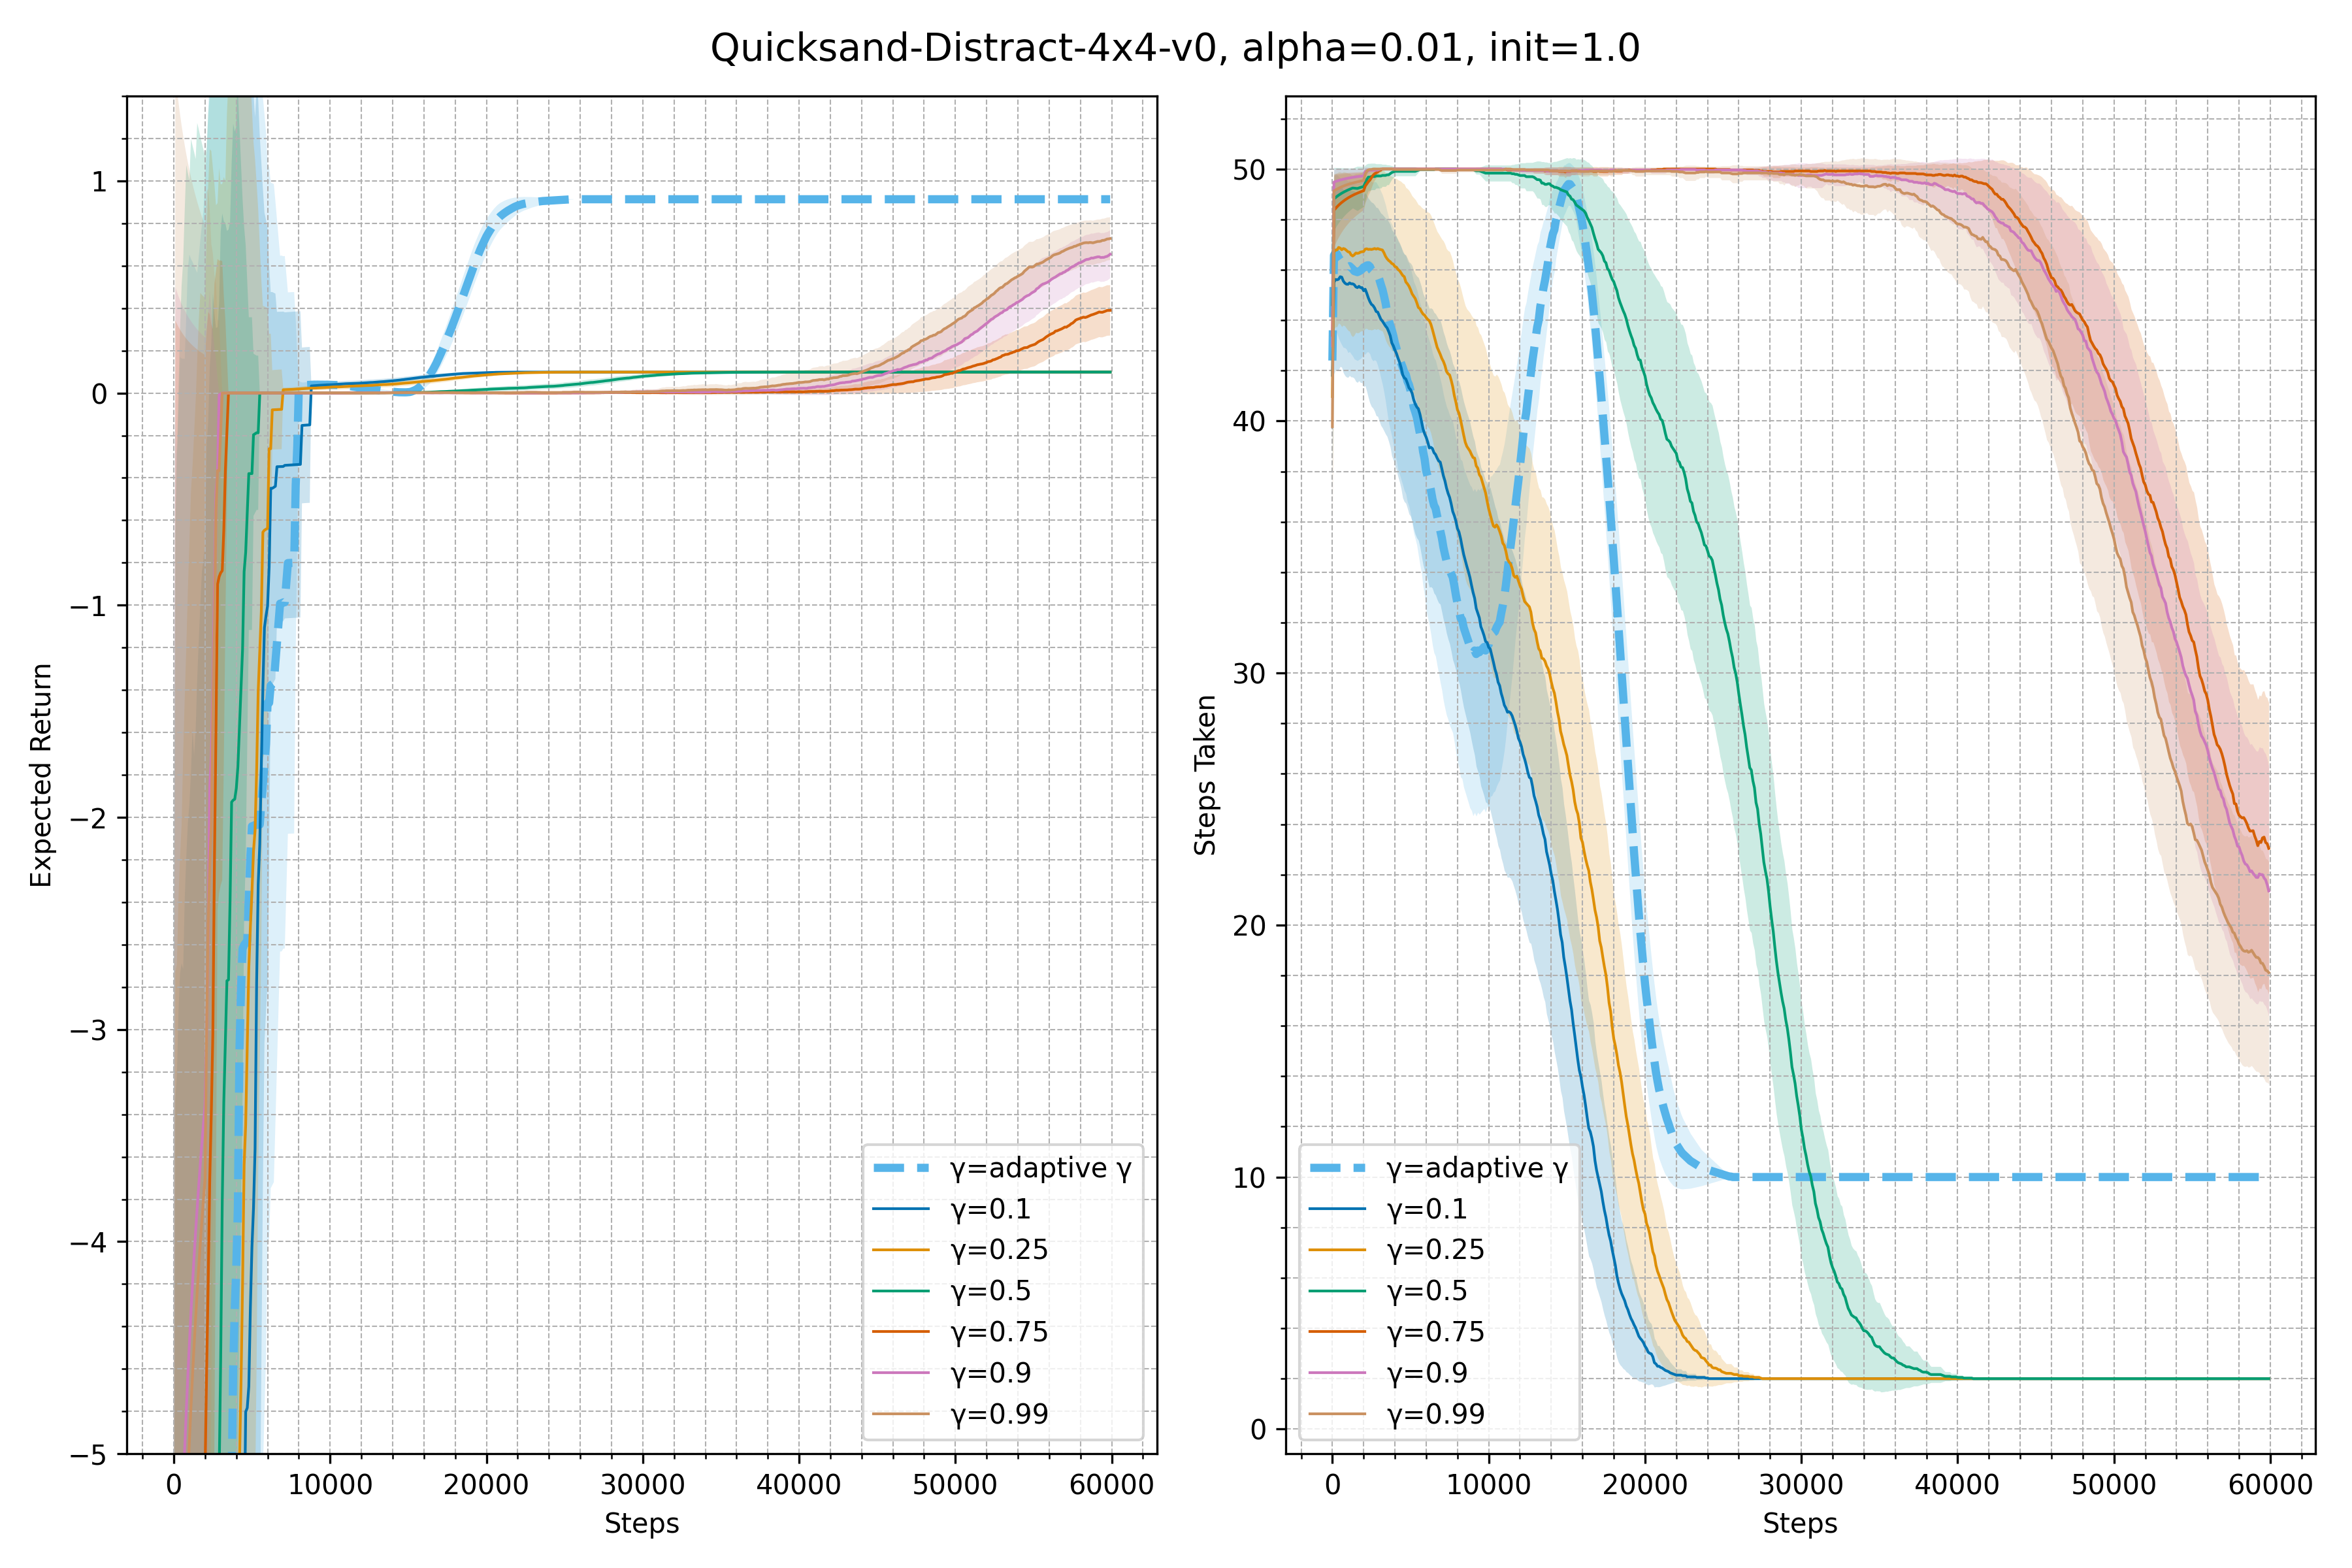 Quicksand-Distract-4x4-v0, alpha=0.01, init=1.0
Expected Return
1
0
−1
−2
−3
−4
−5
0 10000 20000 30000 40000 50000 60000
Steps
γ=adaptive γ
γ=0.1
γ=0.25
γ=0.5
γ=0.75
γ=0.9
γ=0.99
Steps Taken
50
40
30
20
10
0
0 10000 20000 30000 40000 50000 60000
Steps
γ=adaptive γ
γ=0.1
γ=0.25
γ=0.5
γ=0.75
γ=0.9
γ=0.99